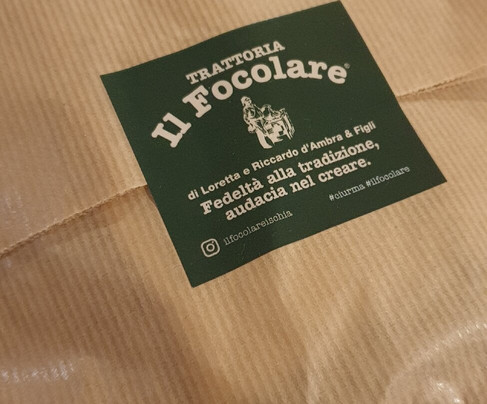 TRATTORIA
Il Focolare®
di Loretta e Riccardo d'Ambra & Figli
Fedeltà alla tradizione,
audacia nel creare.
#ciurma #ilfocolare
ilfocolareischia